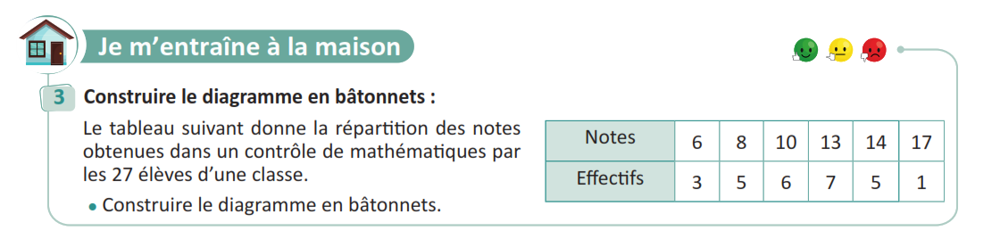 Je m'entraîne à la maison
3 Construire le diagramme en bâtonnets :
Le tableau suivant donne la répartition des notes
obtenues dans un contrôle de mathématiques par
les 27 élèves d'une classe.
• Construire le diagramme en bâtonnets.
Notes 6 8 10 13 14 17
Effectifs 3 5 6 7 5 1